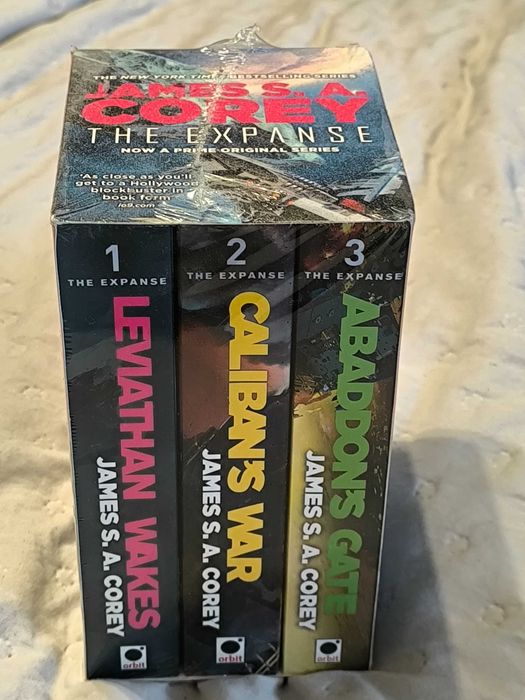 THE NEW YORK TIMES BESTSELLING SERIES
JAMES S. A.
COREY
THE EXPANSE
NOW A PRIME ORIGINAL SERIES
'As close as you'll
get to a Hollywood
blockbuster in
book form'
io9.com
1
THE EXPANSE
LEVIATHAN WAKES
JAMES S. A. COREY
orbit
2
THE EXPANSE
CALIBAN'S WAR
JAMES S. A. COREY
orbit
3
THE EXPANSE
ABADDON'S GATE
JAMES S. A. COREY
orbit